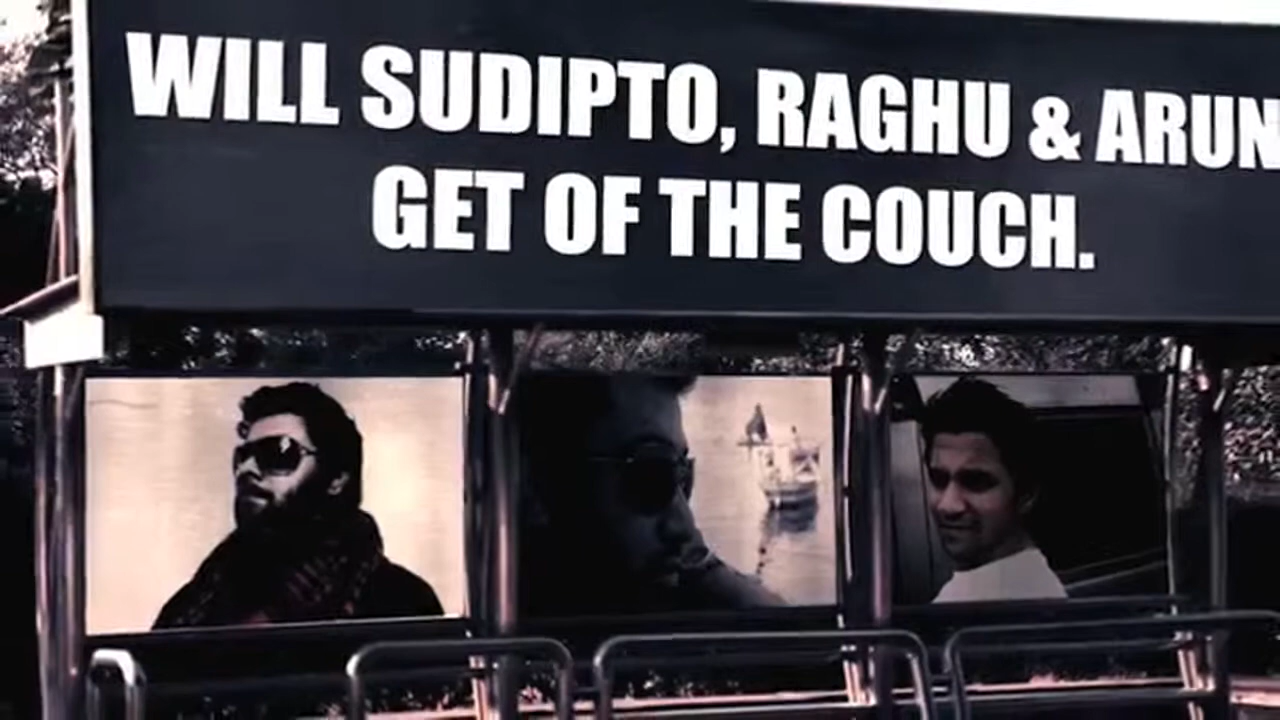 WILL SUDIPTO, RAGHU & ARUN
GET OF THE COUCH.